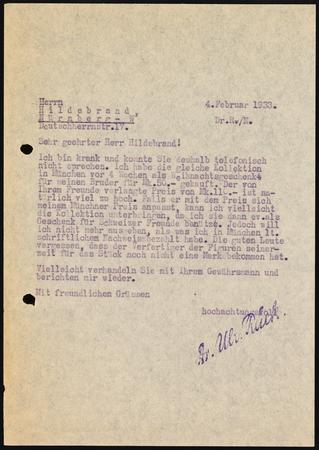 Herrn
Hildebrand,
Nürnberg-W
Deutschherrnstr.17.
4.Februar 1933.
Dr.R./N.
Sehr geehrter Herr Hildebrand!
Ich bin krank und konnte Sie deshalb telefonisch
nicht sprechen. Ich habe die gleiche Kollektion
in München vor 4 Wochen als Weihnachtsgeschenk
für meinen Bruder für Mk.50.- gekauft. Der von
Ihrem Freunde verlangte Preis von Mk.110.- ist na-
türlich viel zu hoch. Falls er mit dem Preis sich
meinem Münchner Preis anpasst, kann ich vielleicht
die Kollektion unterbringen, da ich sie dann ev.als
Geschenk für Schweizer Freunde benütze. Jedoch will
ich nicht mehr ausgeben, als was ich in München lt.
schriftlichem bezahlt habe. Die guten Leute
vergessen, dass der Verfertiger der Figuren seiner-
zeit für das Stück noch nicht eine Mark bekommen hat.
Vielleicht verhandeln Sie mit Ihrem Gewährsmann und
berichten mir wieder.
Mit freundlichen Grüssen
hochachtungsvoll
Dr.